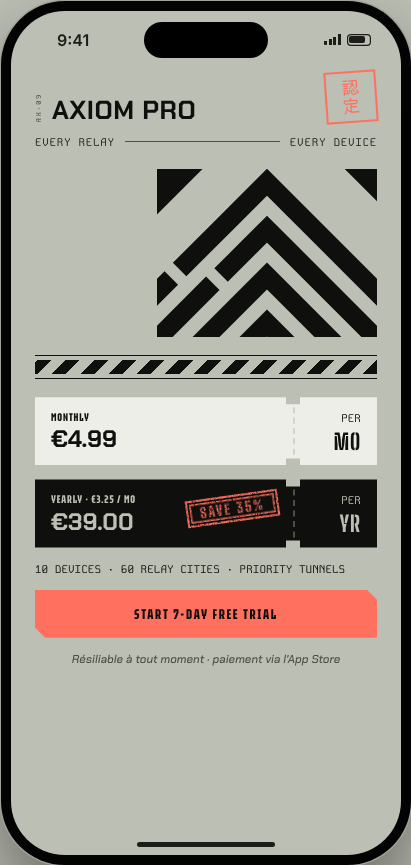 9:41
認定
AX-09
AXIOM PRO
EVERY RELAY EVERY DEVICE
MONTHLY
€4.99
PER
MO
YEARLY · €3.25 / MO
€39.00
SAVE 35%
PER
YR
10 DEVICES · 60 RELAY CITIES · PRIORITY TUNNELS
START 7-DAY FREE TRIAL
Résiliable à tout moment · paiement via l'App Store